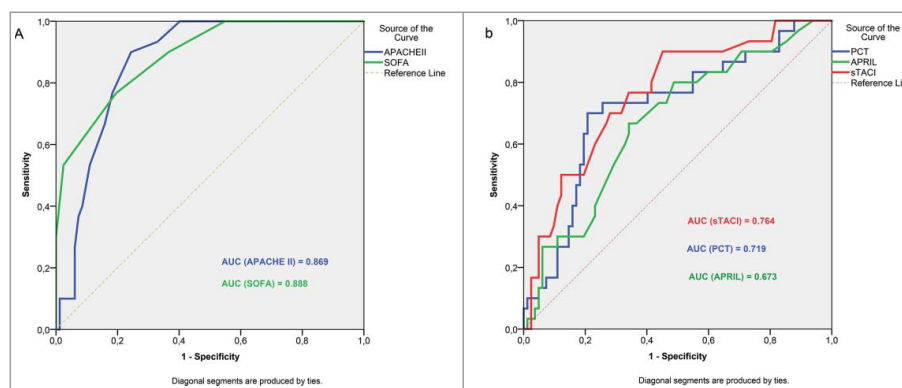 A
Source of the
Curve
APACHEII
SOFA
Reference Line
Sensitivity
1,0
0,8
0,6
0,4
0,2
0,0
AUC (APACHE II) = 0.869
AUC (SOFA) = 0.888
0,0 0,2 0,4 0,6 0,8 1,0
1 - Specificity
Diagonal segments are produced by ties.
b
Source of the
Curve
PCT
APRIL
sTACI
Reference Li
Sensitivity
1,0
0,8
0,6
0,4
0,2
0,0
AUC (sTACI) = 0.764
AUC (PCT) = 0.719
AUC (APRIL) = 0.673
0,0 0,2 0,4 0,6 0,8 1,0
1 - Specificity
Diagonal segments are produced by ties.